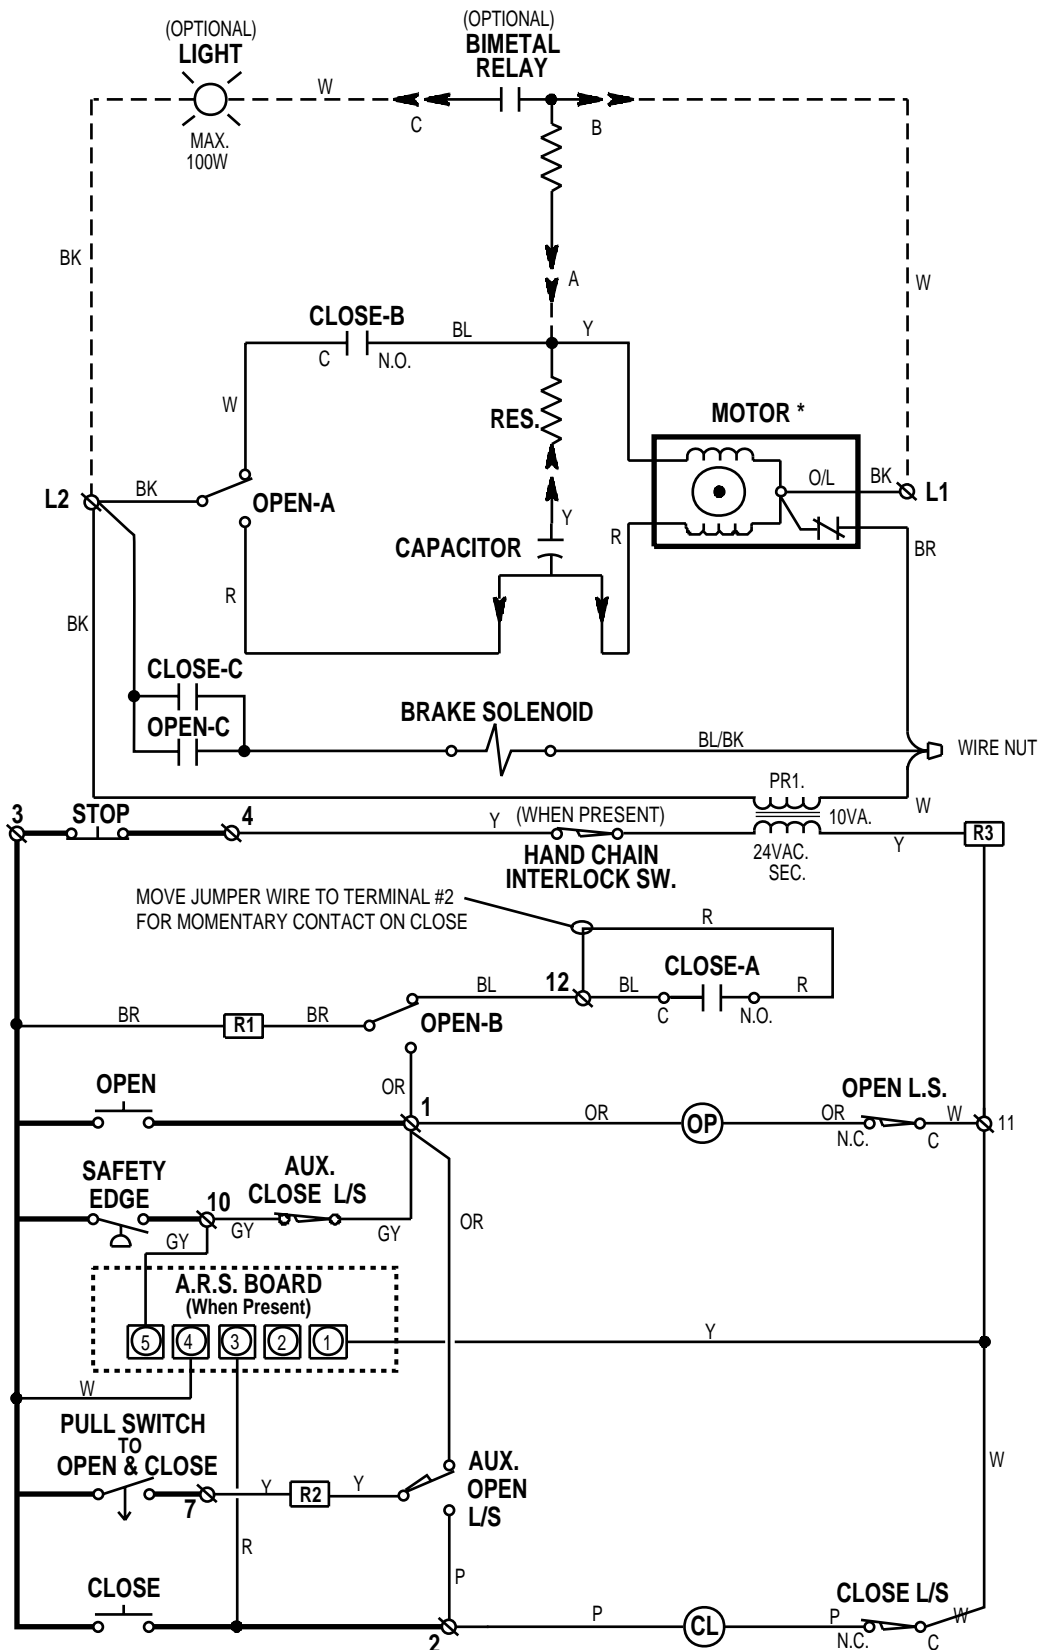 (OPTIONAL)
LIGHT
MAX.
100W
(OPTIONAL)
BIMETAL
RELAY
W
C
B
BK
A
W
CLOSE-B
BL
Y
C
N.O.
W
RES.
MOTOR *
L2
BK
OPEN-A
O/L
BK
L1
Y
CAPACITOR
R
BR
R
BK
CLOSE-C
OPEN-C
BRAKE SOLENOID
BL/BK
WIRE NUT
PR1.
10VA.
W
3
STOP
4
Y
(WHEN PRESENT)
HAND CHAIN
INTERLOCK SW.
24VAC.
SEC.
Y
R3
MOVE JUMPER WIRE TO TERMINAL #2
FOR MOMENTARY CONTACT ON CLOSE
R
CLOSE-A
12
BL
BL
C
N.O.
R
BR
R1
BR
OPEN-B
OR
OPEN
1
OR
OP
OR
OPEN L.S.
N.C.
C
W
11
SAFETY
EDGE
10
AUX.
CLOSE L/S
GY
GY
GY
OR
A.R.S. BOARD
(When Present)
5
4
3
2
1
Y
W
PULL SWITCH
TO
OPEN & CLOSE
7
Y
R2
Y
AUX.
OPEN
L/S
W
R
P
CLOSE
2
P
CL
P
CLOSE L/S
N.C.
C
W